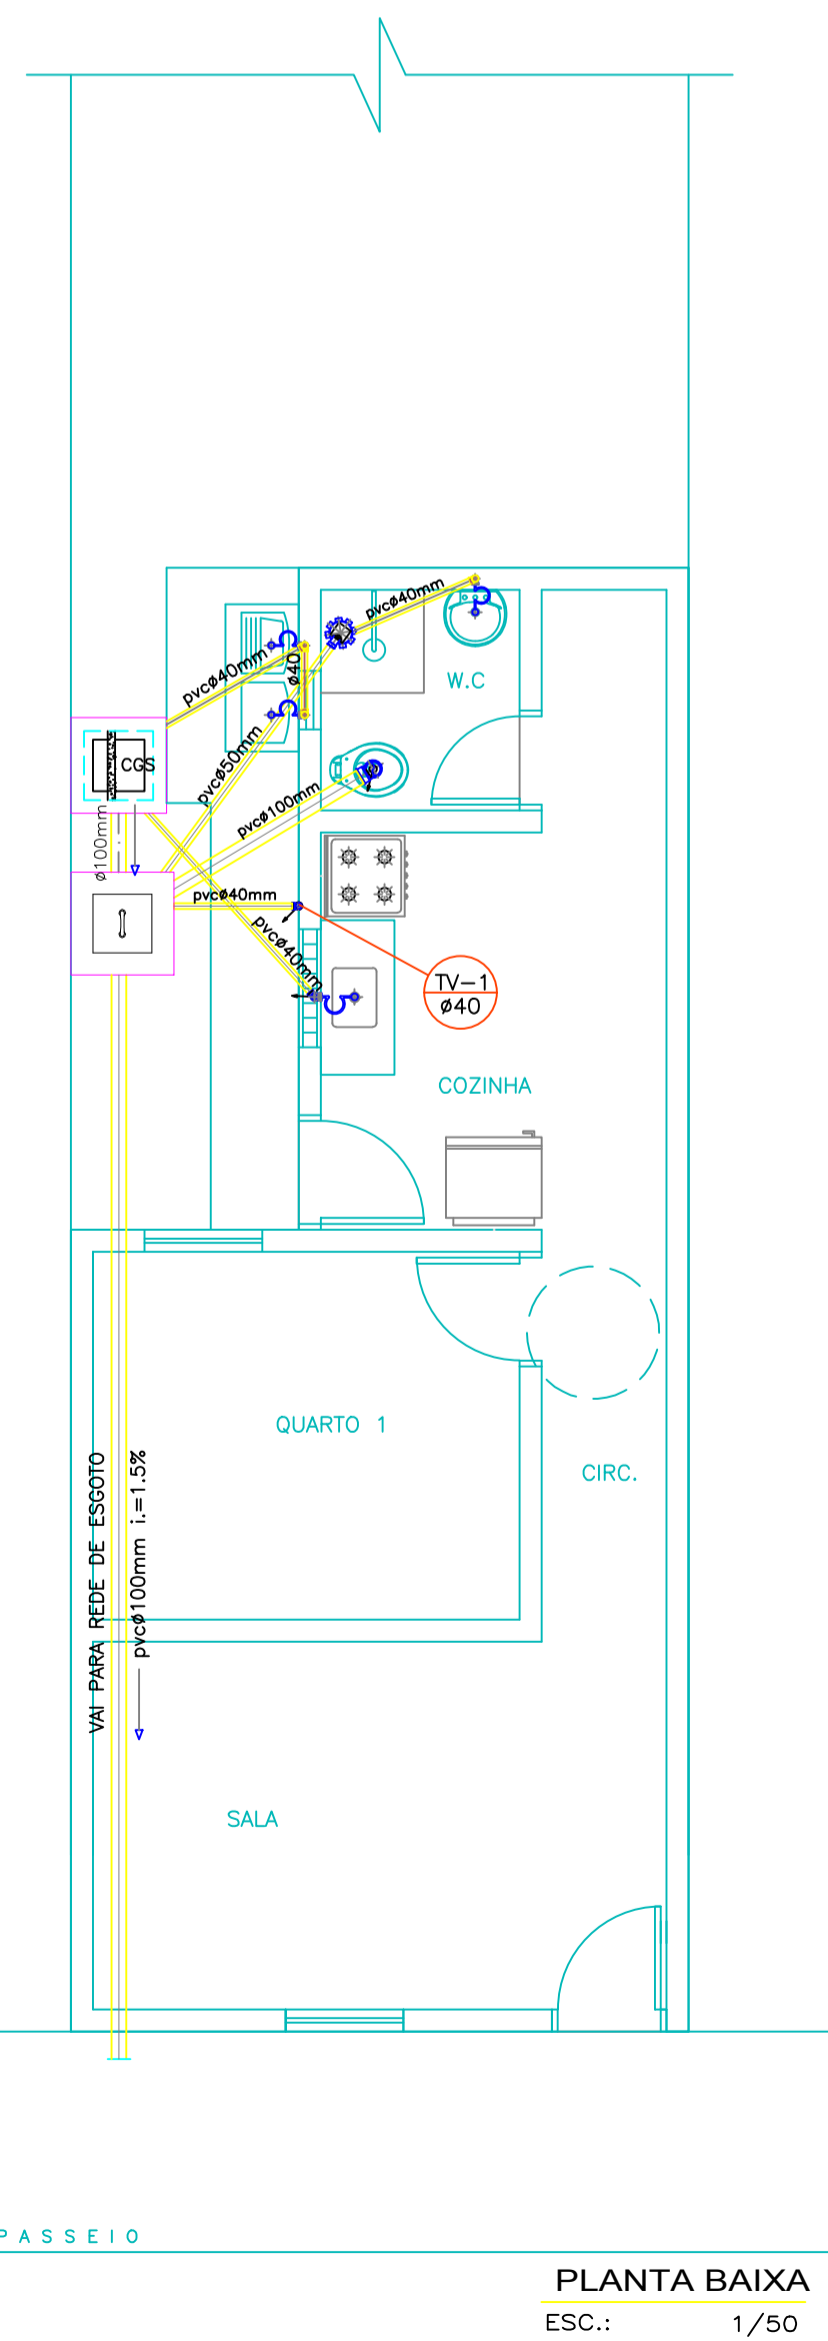 pvcø40mm
pvcø40mm
ø40
W.C
pvcø50mm
CGS
pvcø100mm
ø100mm
pvcø40mm
pvcø40mm
TV-1
ø40
COZINHA
QUARTO 1
CIRC.
VAI PARA REDE DE ESGOTO
pvcø100mm i.=1.5%
SALA
PASSEIO
PLANTA BAIXA
ESC.: 1/50